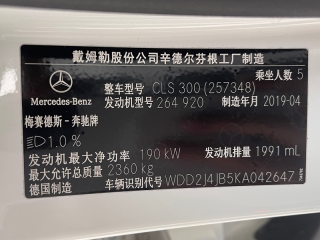 戴姆勒股份公司辛德尔芬根工厂制造
乘坐人数 5
Mercedes-Benz
整车型号 CLS 300 (257348)
发动机型号 264 920 制造年月 2019-04
梅赛德斯-奔驰牌
1.0 %
发动机最大净功率 190 kW 发动机排量 1991 mL
最大允许总质量 2360 kg
德国制造 车辆识别代号 WDD2J4JB5KA042647